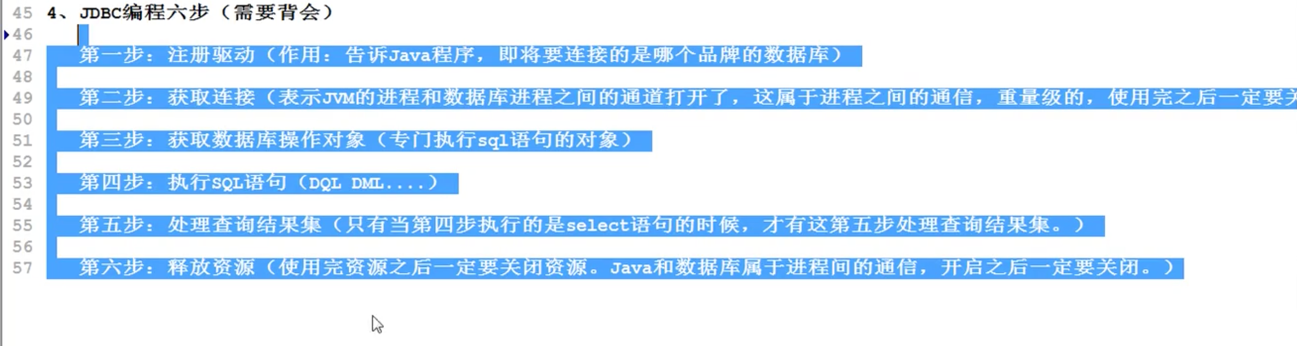 45 4、JDBC编程六步（需要背会）
46
47 第一步：注册驱动（作用：告诉Java程序，即将要连接的是哪个品牌的数据库）
48
49 第二步：获取连接（表示JVM的进程和数据库进程之间的通道打开了，这属于进程之间的通信，重量级的，使用完之后一定要关
50
51 第三步：获取数据库操作对象（专门执行sql语句的对象）
52
53 第四步：执行SQL语句（DQL DML....）
54
55 第五步：处理查询结果集（只有当第四步执行的是select语句的时候，才有这第五步处理查询结果集。）
56
57 第六步：释放资源（使用完资源之后一定要关闭资源。Java和数据库属于进程间的通信，开启之后一定要关闭。）